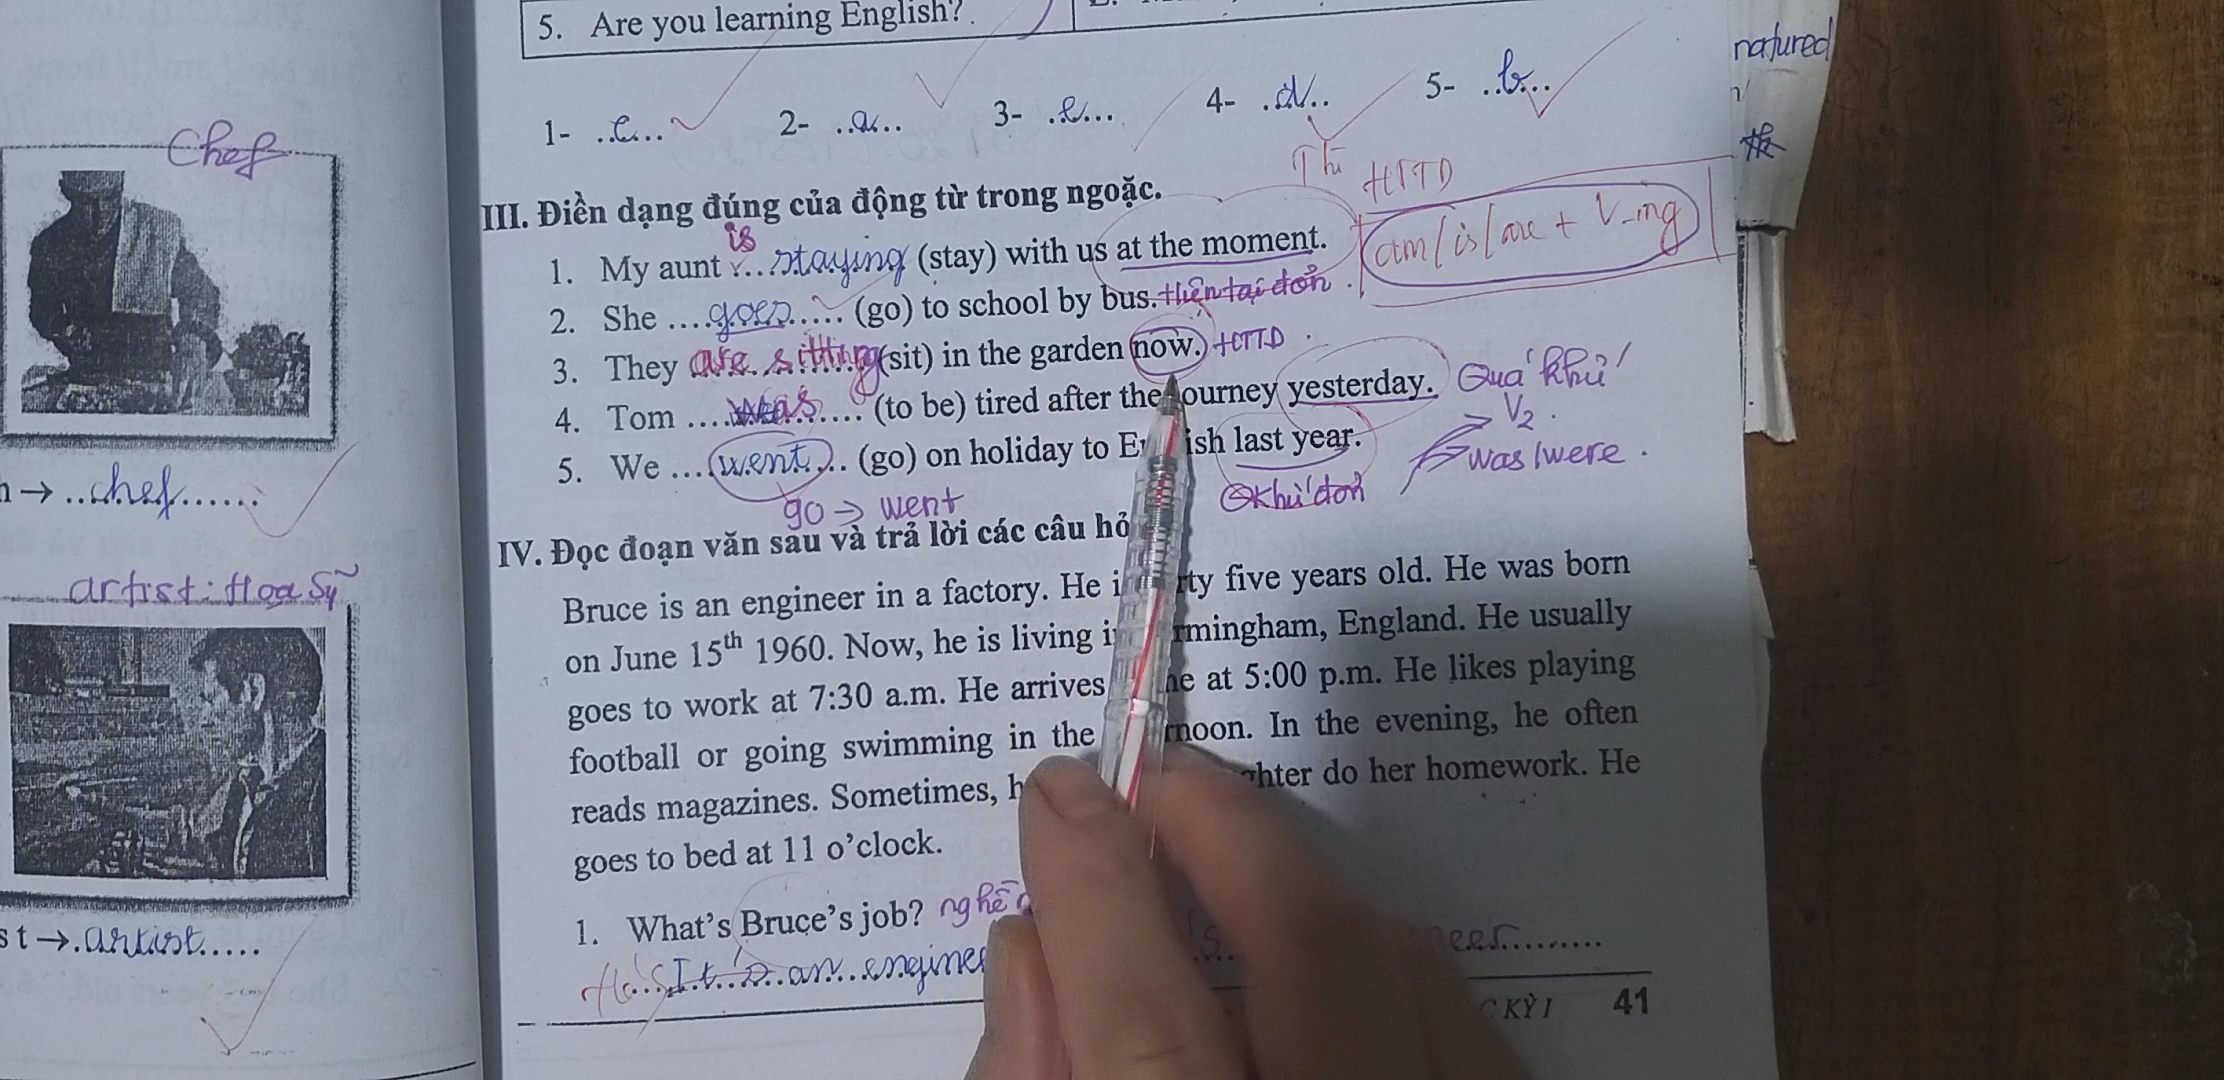 5. Are you learning English?
1- ..e... 2- ..a.. 3- .e... 4- .d.. 5- ..b...
natured
Chef
Thì HTTD
III. Điền dạng đúng của động từ trong ngoặc.
am/is/are + V-ing
is
1. My aunt ...staying (stay) with us at the moment.
2. She ....goes..... (go) to school by bus. Hiện tại đơn.
3. They are sitting (sit) in the garden now. HTTD
4. Tom ....was.... (to be) tired after the ourney yesterday. Quá khứ
→ V2.
was/were.
5. We ...went... (go) on holiday to E ish last year.
Qkhứ đơn
go → went
→ ..chef......
IV. Đọc đoạn văn sau và trả lời các câu hỏ
artist: Hoạ Sỹ
Bruce is an engineer in a factory. He i rty five years old. He was born
on June 15th 1960. Now, he is living i rmingham, England. He usually
goes to work at 7:30 a.m. He arrives he at 5:00 p.m. He likes playing
football or going swimming in the rnoon. In the evening, he often
reads magazines. Sometimes, h ghter do her homework. He
goes to bed at 11 o'clock.
1. What's Bruce's job? nghề
st → .artist.....
He's It's an engine neer..........
C KỲ I 41